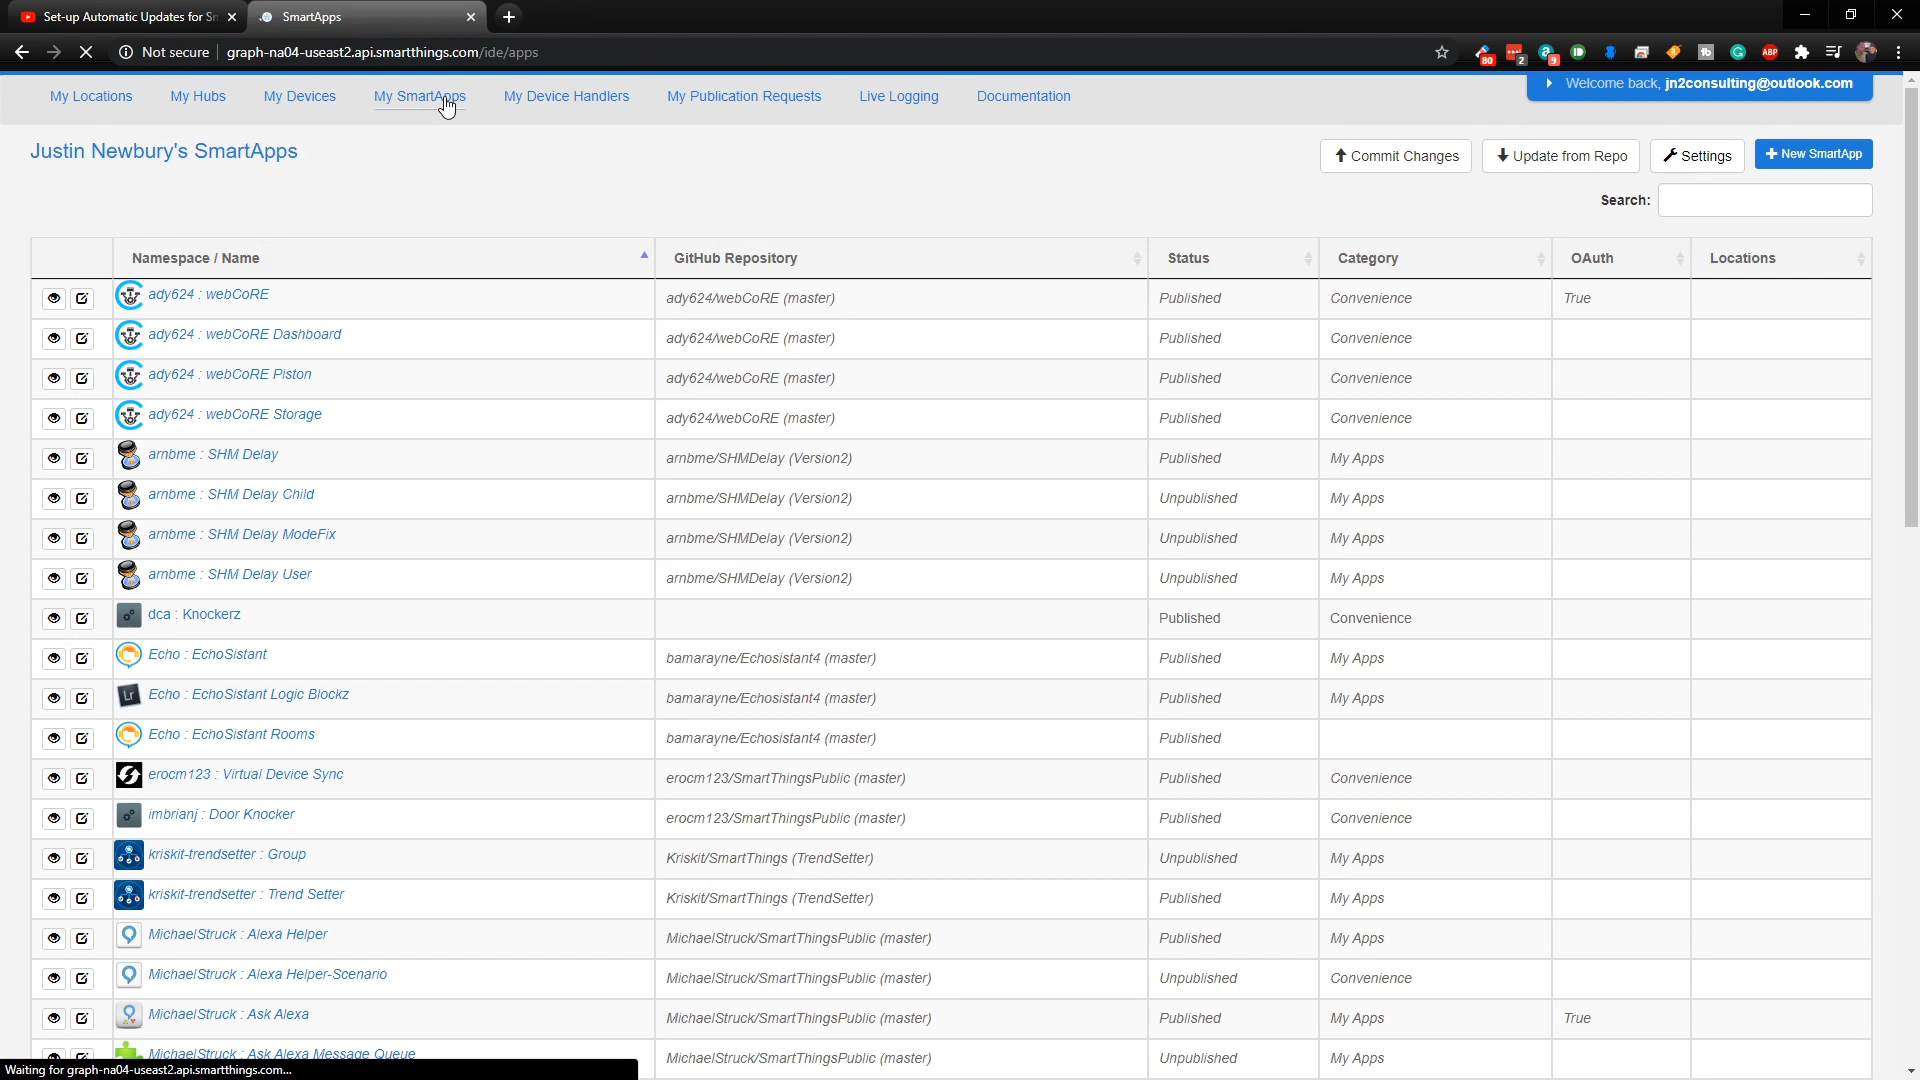 Set-up Automatic Updates for Sm
SmartApps
Not secure graph-na04-useast2.api.smartthings.com/ide/apps
80 2 9 tb ABP
My Locations My Hubs My Devices My SmartApps My Device Handlers My Publication Requests Live Logging Documentation
Welcome back, jn2consulting@outlook.com
Justin Newbury's SmartApps
Commit Changes Update from Repo Settings New SmartApp
Search:
Namespace / Name GitHub Repository Status Category OAuth Locations
ady624 : webCoRE ady624/webCoRE (master) Published Convenience True
ady624 : webCoRE Dashboard ady624/webCoRE (master) Published Convenience
ady624 : webCoRE Piston ady624/webCoRE (master) Published Convenience
ady624 : webCoRE Storage ady624/webCoRE (master) Published Convenience
arnbme : SHM Delay arnbme/SHMDelay (Version2) Published My Apps
arnbme : SHM Delay Child arnbme/SHMDelay (Version2) Unpublished My Apps
arnbme : SHM Delay ModeFix arnbme/SHMDelay (Version2) Unpublished My Apps
arnbme : SHM Delay User arnbme/SHMDelay (Version2) Unpublished My Apps
dca : Knockerz Published Convenience
Echo : EchoSistant bamarayne/Echosistant4 (master) Published My Apps
Lr Echo : EchoSistant Logic Blockz bamarayne/Echosistant4 (master) Published My Apps
Echo : EchoSistant Rooms bamarayne/Echosistant4 (master) Published
erocm123 : Virtual Device Sync erocm123/SmartThingsPublic (master) Published Convenience
imbrianj : Door Knocker erocm123/SmartThingsPublic (master) Published Convenience
kriskit-trendsetter : Group Kriskit/SmartThings (TrendSetter) Unpublished My Apps
kriskit-trendsetter : Trend Setter Kriskit/SmartThings (TrendSetter) Published My Apps
MichaelStruck : Alexa Helper MichaelStruck/SmartThingsPublic (master) Published My Apps
MichaelStruck : Alexa Helper-Scenario MichaelStruck/SmartThingsPublic (master) Unpublished Convenience
MichaelStruck : Ask Alexa MichaelStruck/SmartThingsPublic (master) Published My Apps True
MichaelStruck : Ask Alexa Message Queue MichaelStruck/SmartThingsPublic (master) Unpublished My Apps
Waiting for graph-na04-useast2.api.smartthings.com...